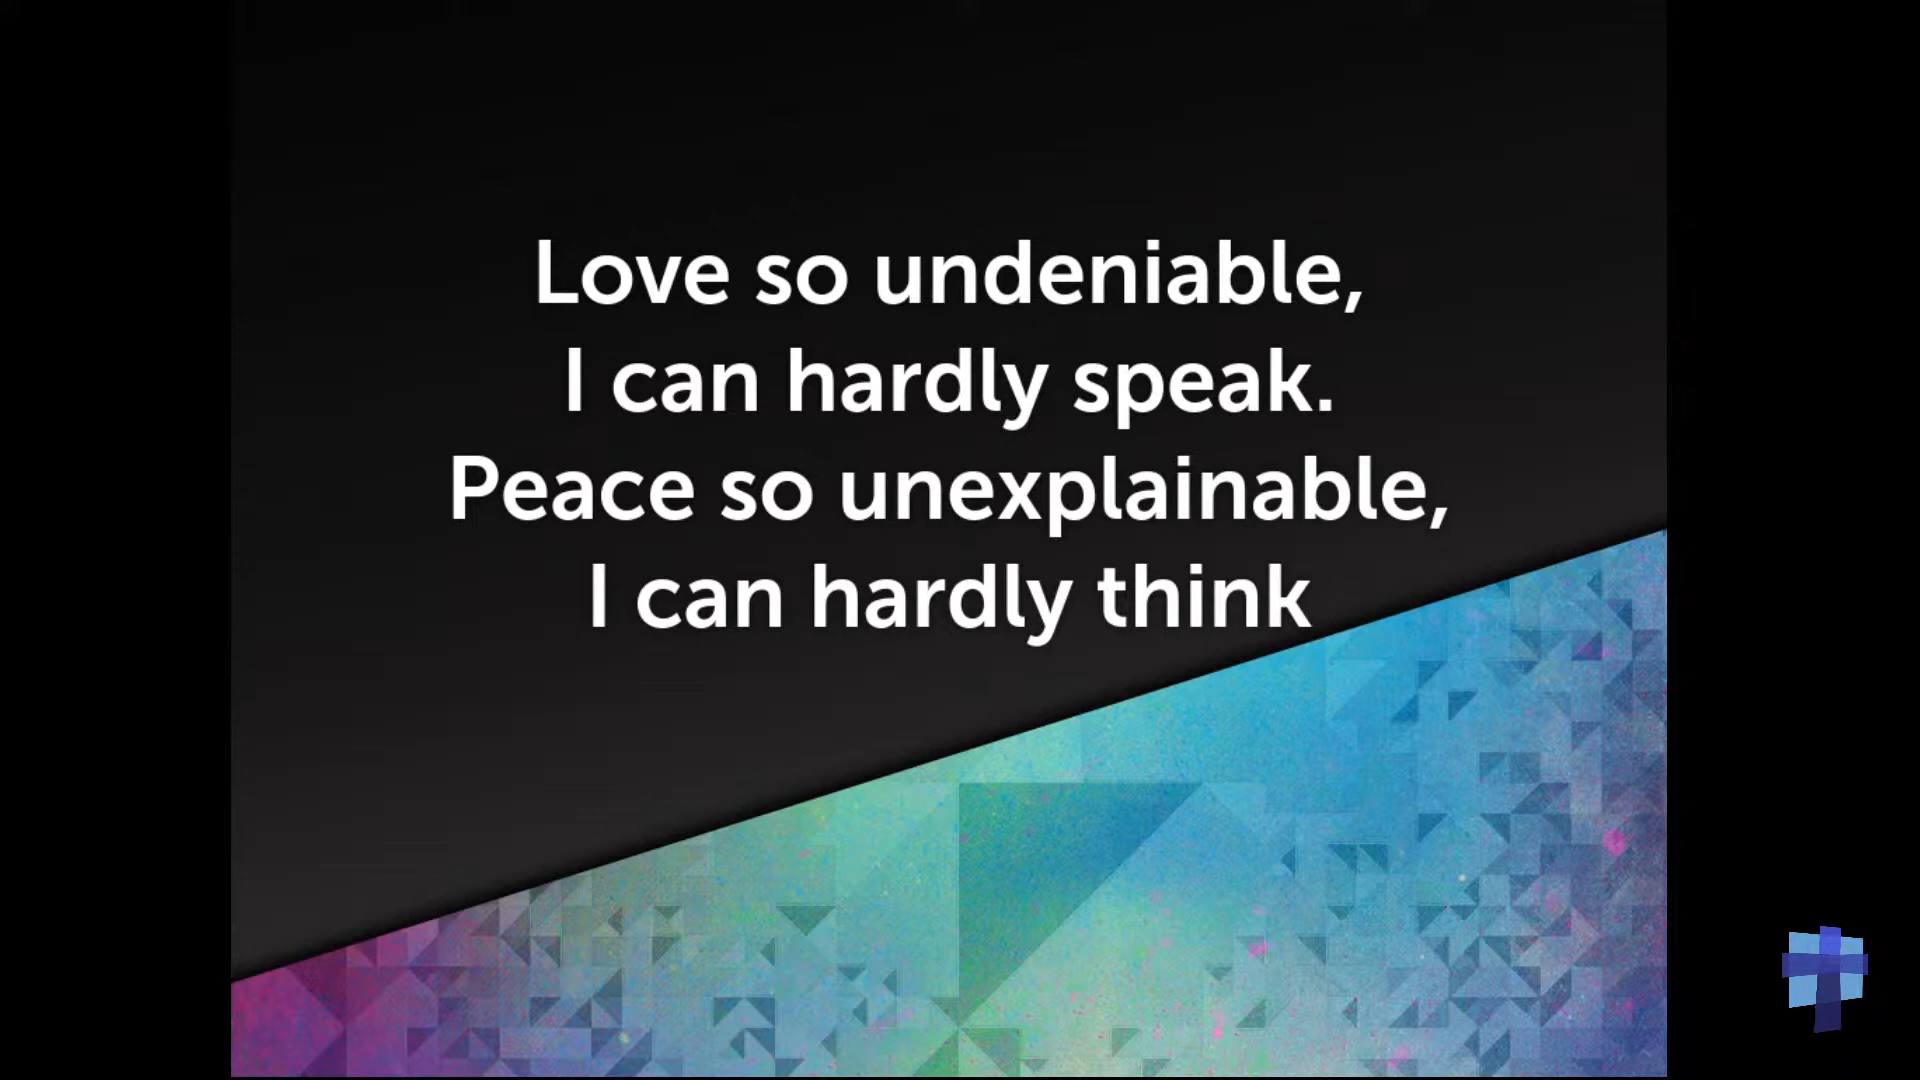 Love so undeniable,
I can hardly speak.
Peace so unexplainable,
I can hardly think